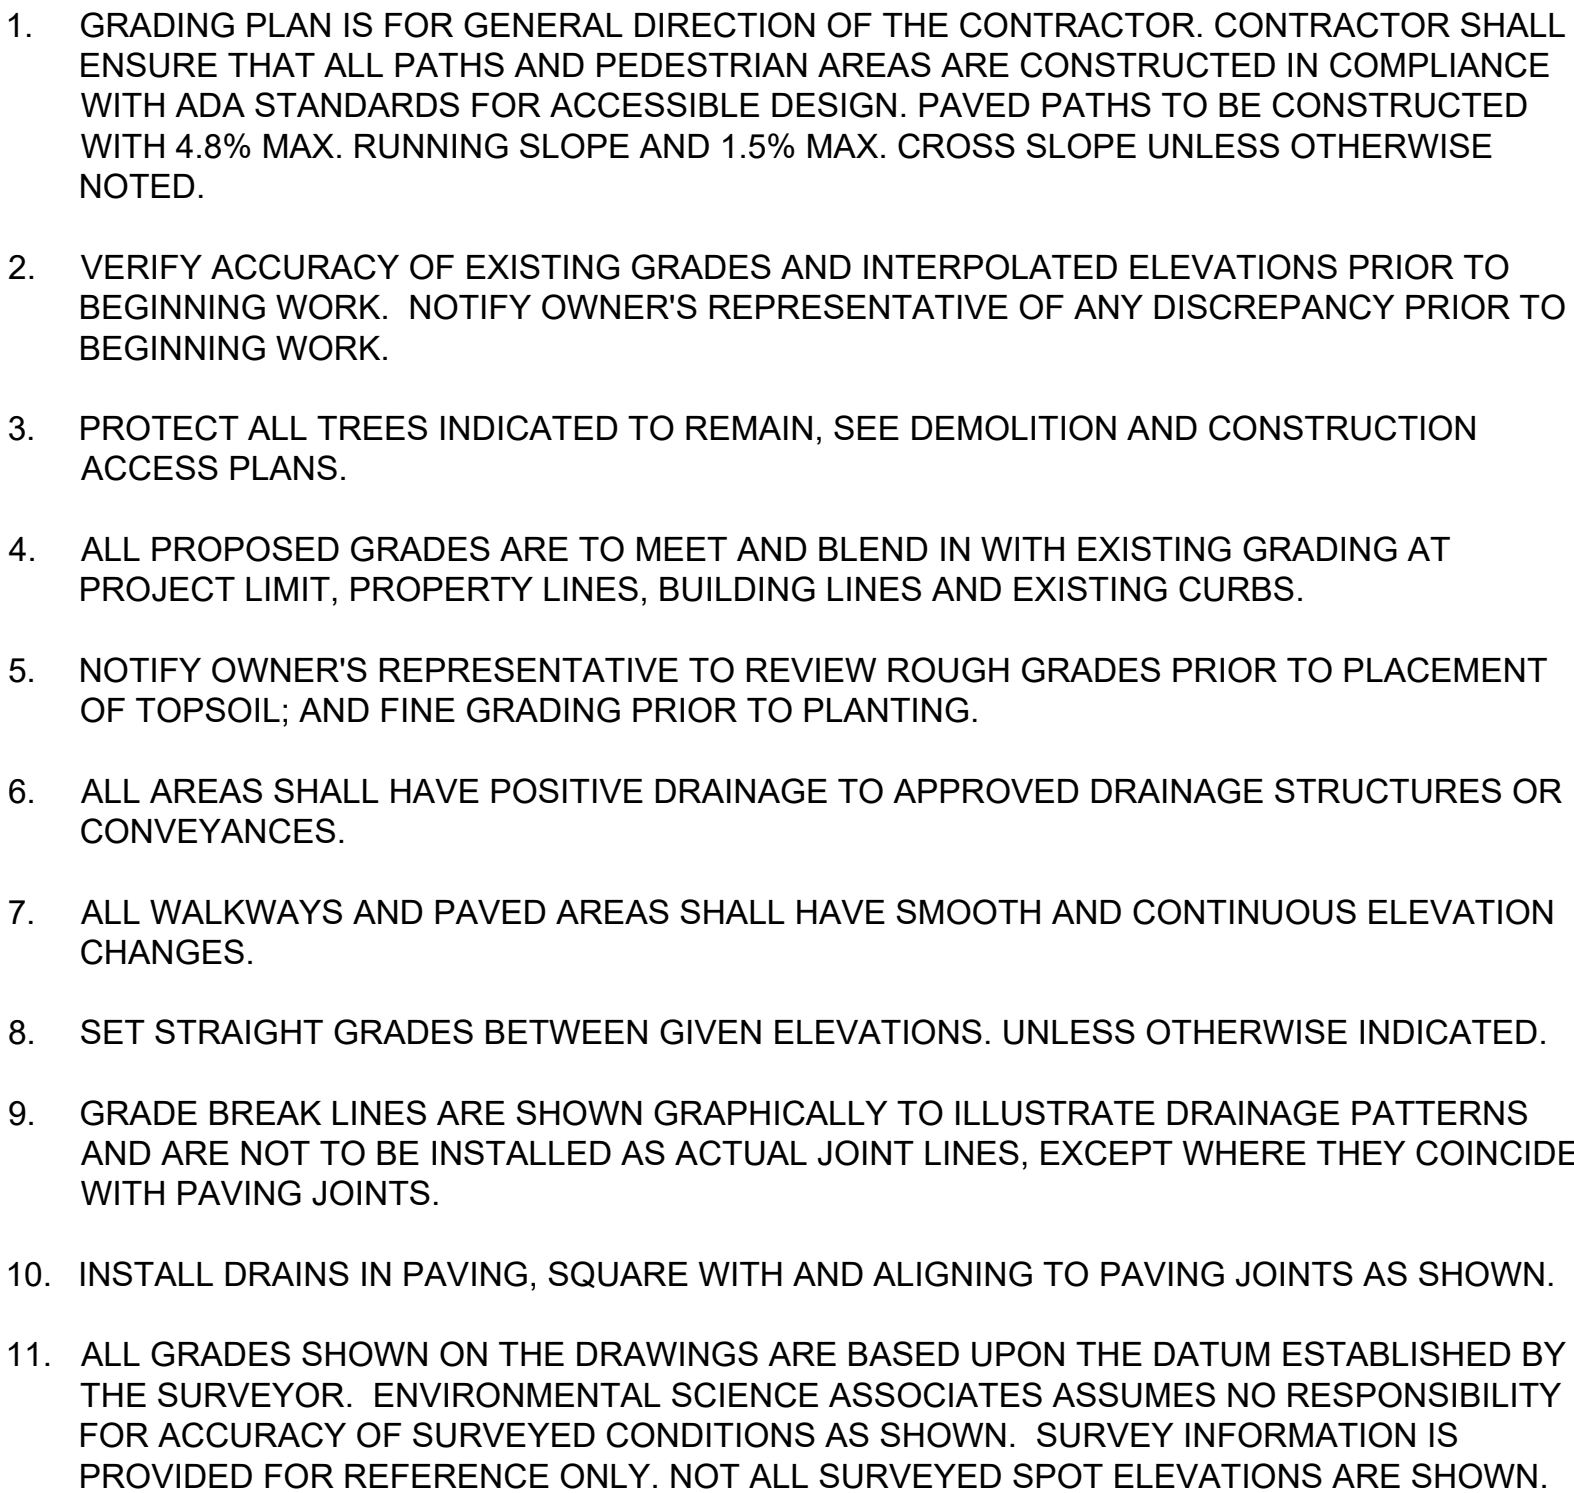 1. GRADING PLAN IS FOR GENERAL DIRECTION OF THE CONTRACTOR. CONTRACTOR SHALL
ENSURE THAT ALL PATHS AND PEDESTRIAN AREAS ARE CONSTRUCTED IN COMPLIANCE
WITH ADA STANDARDS FOR ACCESSIBLE DESIGN. PAVED PATHS TO BE CONSTRUCTED
WITH 4.8% MAX. RUNNING SLOPE AND 1.5% MAX. CROSS SLOPE UNLESS OTHERWISE
NOTED.
2. VERIFY ACCURACY OF EXISTING GRADES AND INTERPOLATED ELEVATIONS PRIOR TO
BEGINNING WORK.  NOTIFY OWNER'S REPRESENTATIVE OF ANY DISCREPANCY PRIOR TO
BEGINNING WORK.
3. PROTECT ALL TREES INDICATED TO REMAIN, SEE DEMOLITION AND CONSTRUCTION
ACCESS PLANS.
4. ALL PROPOSED GRADES ARE TO MEET AND BLEND IN WITH EXISTING GRADING AT
PROJECT LIMIT, PROPERTY LINES, BUILDING LINES AND EXISTING CURBS.
5. NOTIFY OWNER'S REPRESENTATIVE TO REVIEW ROUGH GRADES PRIOR TO PLACEMENT
OF TOPSOIL; AND FINE GRADING PRIOR TO PLANTING.
6. ALL AREAS SHALL HAVE POSITIVE DRAINAGE TO APPROVED DRAINAGE STRUCTURES OR
CONVEYANCES.
7. ALL WALKWAYS AND PAVED AREAS SHALL HAVE SMOOTH AND CONTINUOUS ELEVATION
CHANGES.
8. SET STRAIGHT GRADES BETWEEN GIVEN ELEVATIONS. UNLESS OTHERWISE INDICATED.
9. GRADE BREAK LINES ARE SHOWN GRAPHICALLY TO ILLUSTRATE DRAINAGE PATTERNS
AND ARE NOT TO BE INSTALLED AS ACTUAL JOINT LINES, EXCEPT WHERE THEY COINCIDE
WITH PAVING JOINTS.
10. INSTALL DRAINS IN PAVING, SQUARE WITH AND ALIGNING TO PAVING JOINTS AS SHOWN.
11. ALL GRADES SHOWN ON THE DRAWINGS ARE BASED UPON THE DATUM ESTABLISHED BY
THE SURVEYOR.  ENVIRONMENTAL SCIENCE ASSOCIATES ASSUMES NO RESPONSIBILITY
FOR ACCURACY OF SURVEYED CONDITIONS AS SHOWN.  SURVEY INFORMATION IS
PROVIDED FOR REFERENCE ONLY. NOT ALL SURVEYED SPOT ELEVATIONS ARE SHOWN.